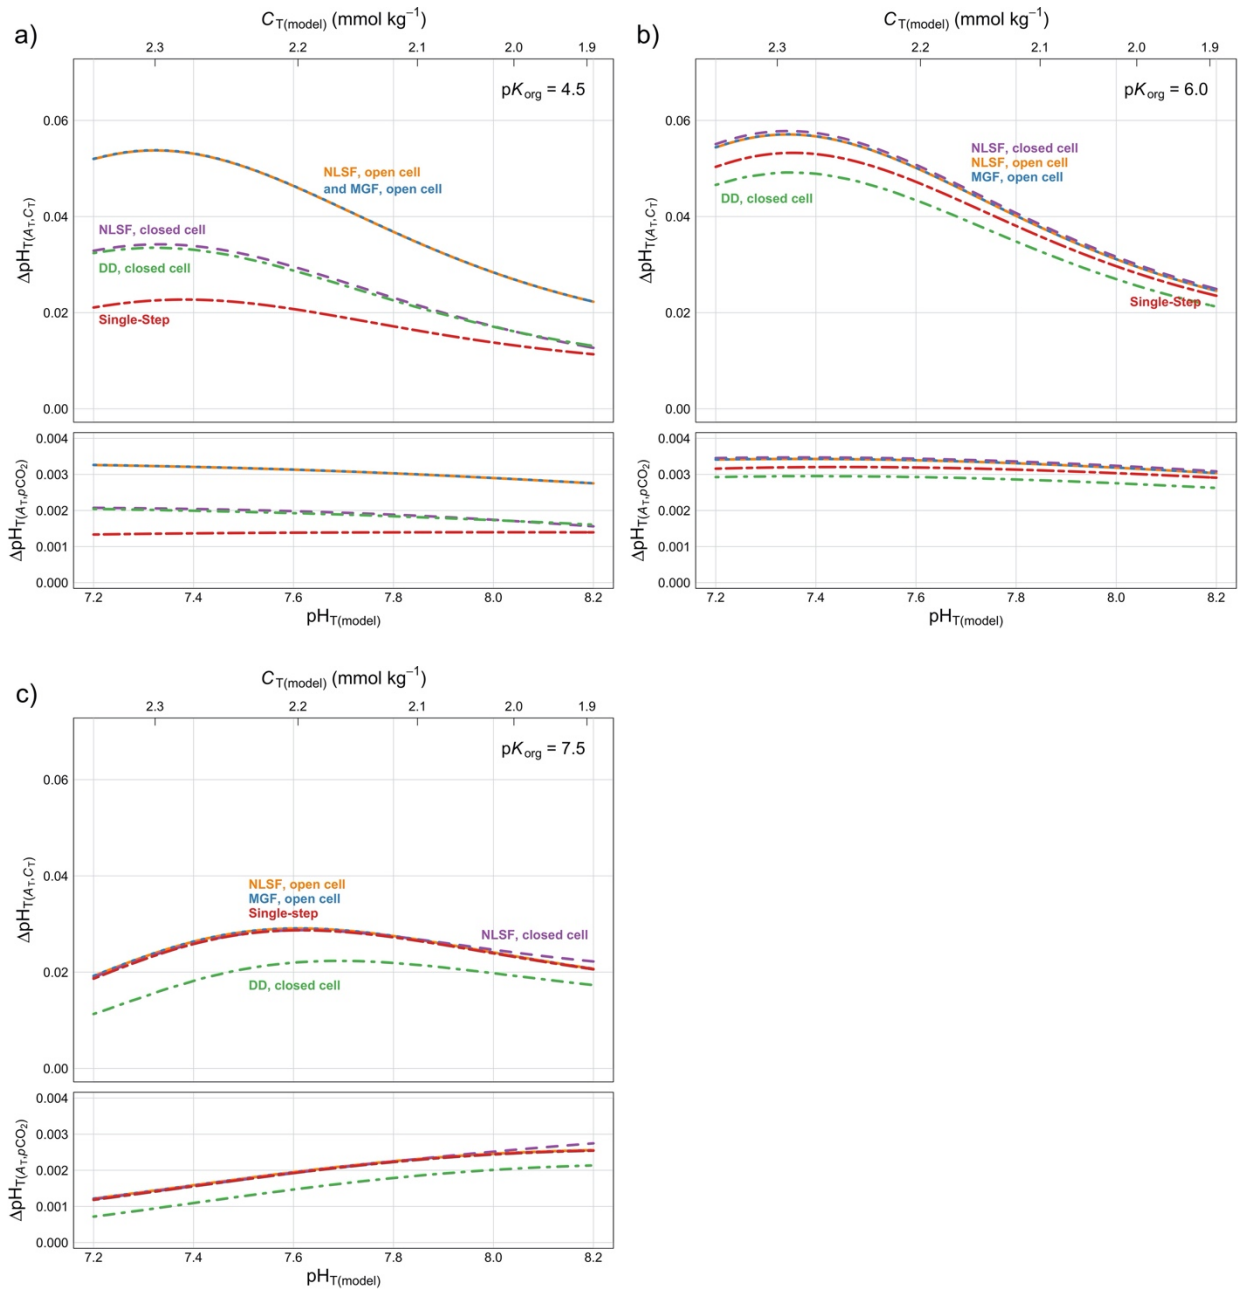 a)
C_T(model) (mmol kg⁻¹)
2.3 2.2 2.1 2.0 1.9
pK_org = 4.5
0.06
0.04
0.02
0.00
ΔpH_T(A_T,C_T)
NLSF, open cell
and MGF, open cell
NLSF, closed cell
DD, closed cell
Single-Step
0.004
0.003
0.002
0.001
0.000
ΔpH_T(A_T,pCO₂)
7.2 7.4 7.6 7.8 8.0 8.2
pH_T(model)
b)
C_T(model) (mmol kg⁻¹)
2.3 2.2 2.1 2.0 1.9
pK_org = 6.0
0.06
0.04
0.02
0.00
ΔpH_T(A_T,C_T)
NLSF, closed cell
NLSF, open cell
MGF, open cell
DD, closed cell
Single-Step
0.004
0.003
0.002
0.001
0.000
ΔpH_T(A_T,pCO₂)
7.2 7.4 7.6 7.8 8.0 8.2
pH_T(model)
c)
C_T(model) (mmol kg⁻¹)
2.3 2.2 2.1 2.0 1.9
pK_org = 7.5
0.06
0.04
0.02
0.00
ΔpH_T(A_T,C_T)
NLSF, open cell
MGF, open cell
Single-step
NLSF, closed cell
DD, closed cell
0.004
0.003
0.002
0.001
0.000
ΔpH_T(A_T,pCO₂)
7.2 7.4 7.6 7.8 8.0 8.2
pH_T(model)